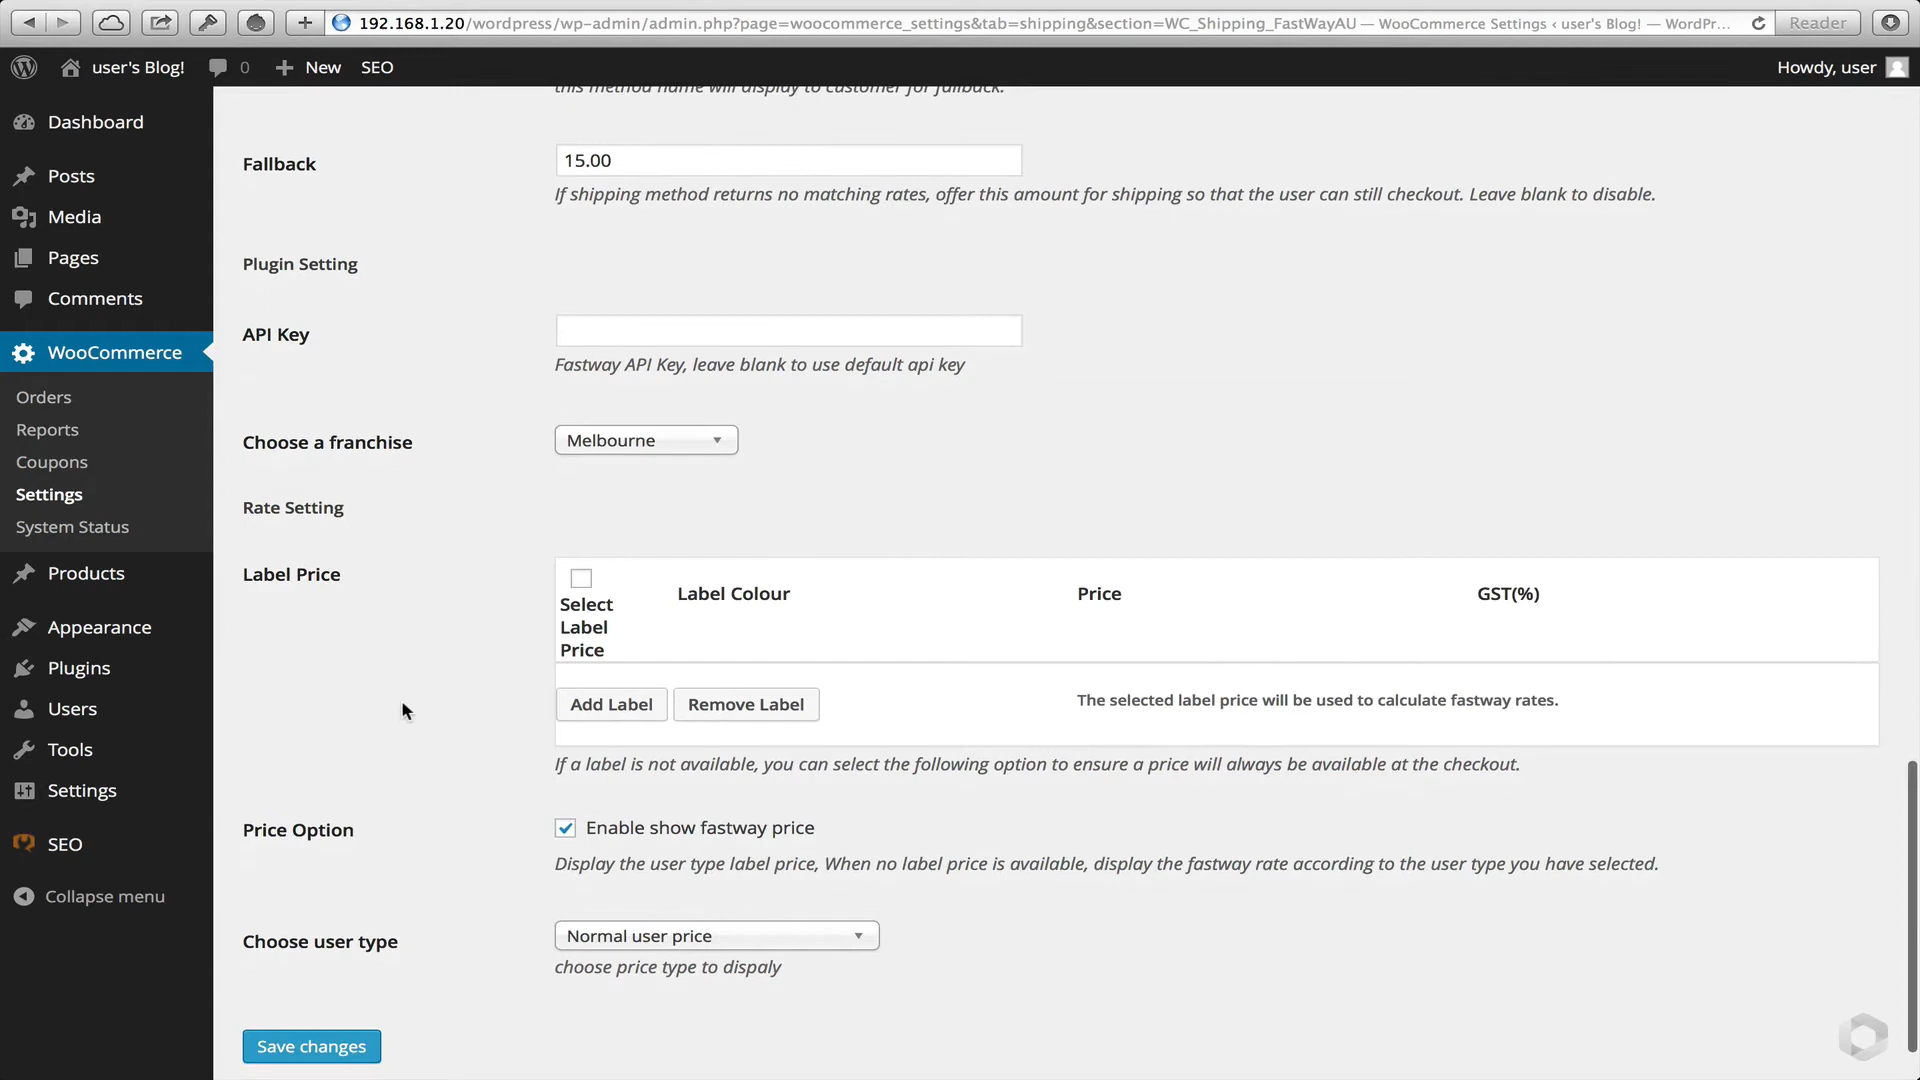 192.168.1.20/wordpress/wp-admin/admin.php?page=woocommerce_settings&tab=shipping&section=WC_Shipping_FastWayAU — WooCommerce Settings ‹ user's Blog! — WordPr...
Reader
user's Blog!
0
New
SEO
Howdy, user
Dashboard
Posts
Media
Pages
Comments
WooCommerce
Orders
Reports
Coupons
Settings
System Status
Products
Appearance
Plugins
Users
Tools
Settings
SEO
Collapse menu
this method name will display to customer for fallback.
Fallback
15.00
If shipping method returns no matching rates, offer this amount for shipping so that the user can still checkout. Leave blank to disable.
Plugin Setting
API Key
Fastway API Key, leave blank to use default api key
Choose a franchise
Melbourne
Rate Setting
Label Price
Select
Label
Price
Label Colour
Price
GST(%)
Add Label
Remove Label
The selected label price will be used to calculate fastway rates.
If a label is not available, you can select the following option to ensure a price will always be available at the checkout.
Price Option
Enable show fastway price
Display the user type label price, When no label price is available, display the fastway rate according to the user type you have selected.
Choose user type
Normal user price
choose price type to dispaly
Save changes